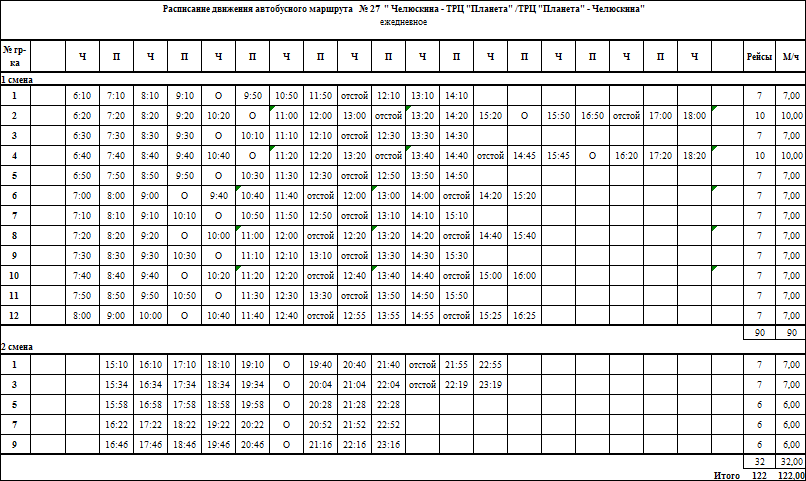 Расписание движения автобусного маршрута № 27 " Челюскина - ТРЦ "Планета" /ТРЦ "Планета" - Челюскина"
ежедневное
№ гр-ка Ч П Ч П Ч П Ч П Ч П Ч П Ч П Ч П Ч П Ч Рейсы М/ч
1 смена
1 6:10 7:10 8:10 9:10 О 9:50 10:50 11:50 отстой 12:10 13:10 14:10 7 7,00
2 6:20 7:20 8:20 9:20 10:20 О 11:00 12:00 13:00 отстой 13:20 14:20 15:20 О 15:50 16:50 отстой 17:00 18:00 10 10,00
3 6:30 7:30 8:30 9:30 О 10:10 11:10 12:10 отстой 12:30 13:30 14:30 7 7,00
4 6:40 7:40 8:40 9:40 10:40 О 11:20 12:20 13:20 отстой 13:40 14:40 отстой 14:45 15:45 О 16:20 17:20 18:20 10 10,00
5 6:50 7:50 8:50 9:50 О 10:30 11:30 12:30 отстой 12:50 13:50 14:50 7 7,00
6 7:00 8:00 9:00 О 9:40 10:40 11:40 отстой 12:00 13:00 14:00 отстой 14:20 15:20 7 7,00
7 7:10 8:10 9:10 10:10 О 10:50 11:50 12:50 отстой 13:10 14:10 15:10 7 7,00
8 7:20 8:20 9:20 О 10:00 11:00 12:00 отстой 12:20 13:20 14:20 отстой 14:40 15:40 7 7,00
9 7:30 8:30 9:30 10:30 О 11:10 12:10 13:10 отстой 13:30 14:30 15:30 7 7,00
10 7:40 8:40 9:40 О 10:20 11:20 12:20 отстой 12:40 13:40 14:40 отстой 15:00 16:00 7 7,00
11 7:50 8:50 9:50 10:50 О 11:30 12:30 13:30 отстой 13:50 14:50 15:50 7 7,00
12 8:00 9:00 10:00 О 10:40 11:40 12:40 отстой 12:55 13:55 14:55 отстой 15:25 16:25 7 7,00
90 90
2 смена
1 15:10 16:10 17:10 18:10 19:10 О 19:40 20:40 21:40 отстой 21:55 22:55 7 7,00
3 15:34 16:34 17:34 18:34 19:34 О 20:04 21:04 22:04 отстой 22:19 23:19 7 7,00
5 15:58 16:58 17:58 18:58 19:58 О 20:28 21:28 22:28 6 6,00
7 16:22 17:22 18:22 19:22 20:22 О 20:52 21:52 22:52 6 6,00
9 16:46 17:46 18:46 19:46 20:46 О 21:16 22:16 23:16 6 6,00
32 32,00
Итого 122 122,00